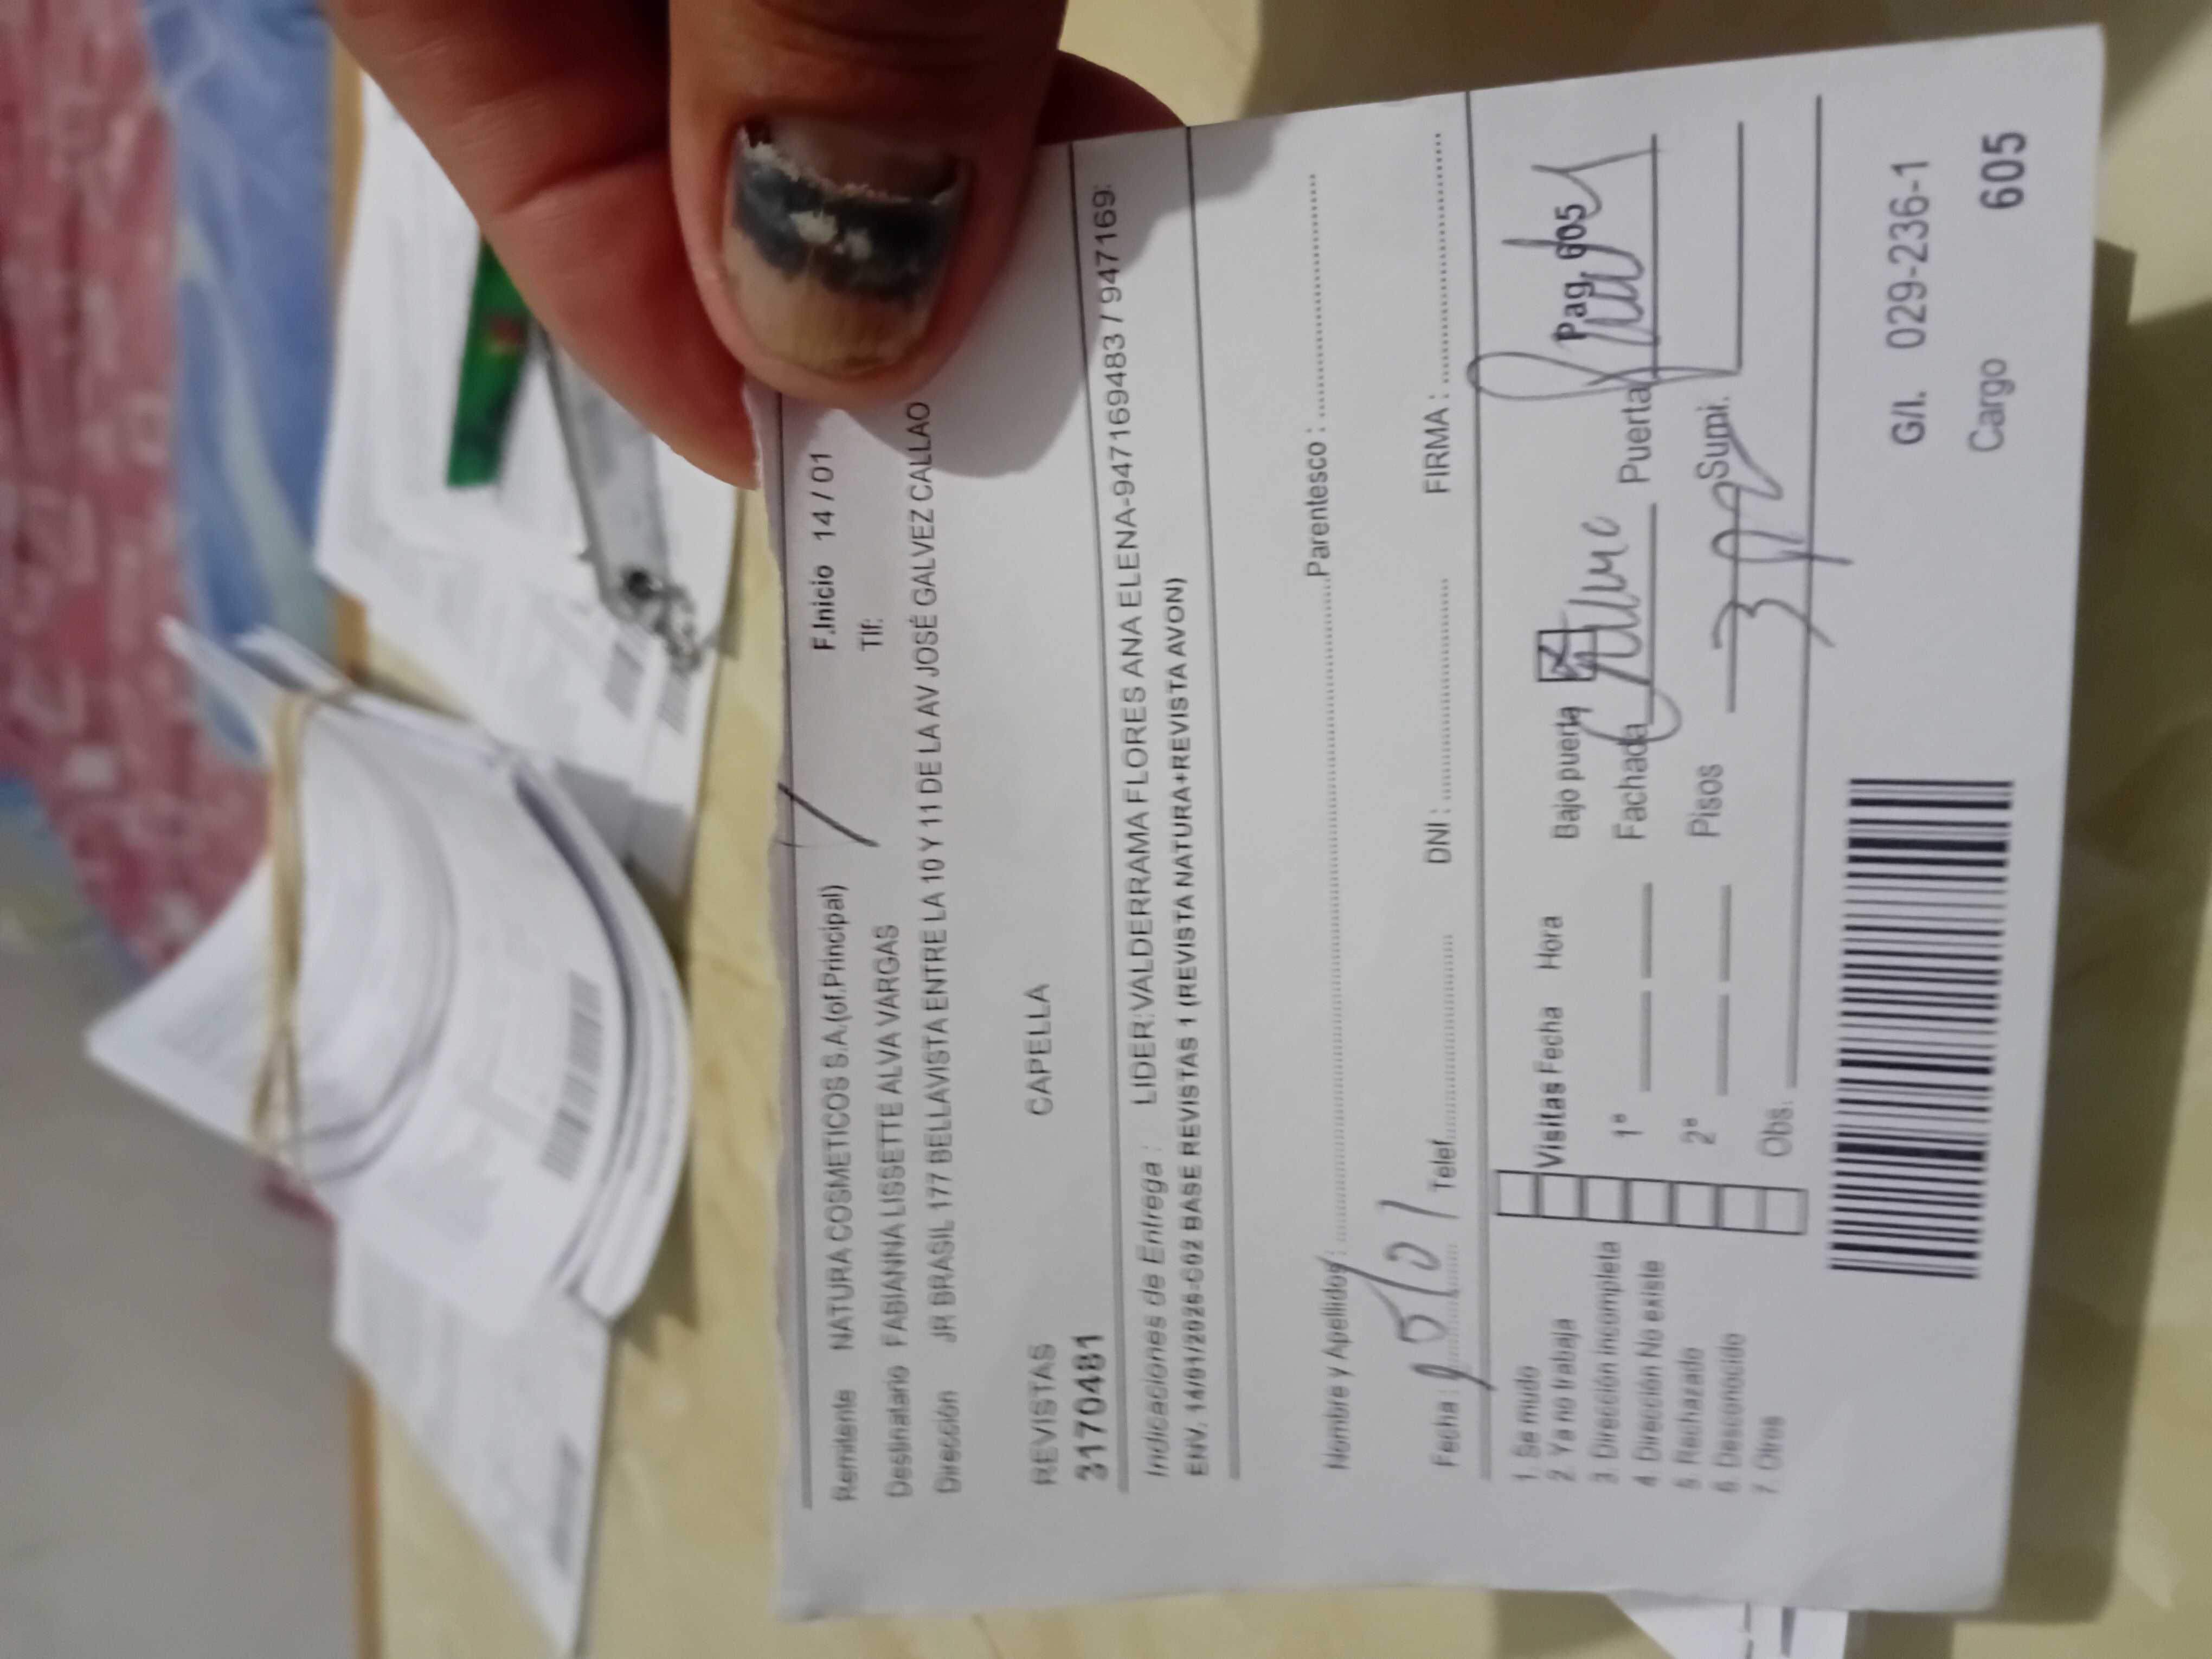 Remitente NATURA COSMETICOS S.A.(of.Principal) F.Inicio 14 / 01
Destinatario FABIANNA LISSETTE ALVA VARGAS Tlf:
Dirección JR BRASIL 177 BELLAVISTA ENTRE LA 10 Y 11 DE LA AV JOSÉ GALVEZ CALLAO
REVISTAS CAPELLA
3170481
Indicaciones de Entrega : LIDER:VALDERRAMA FLORES ANA ELENA-947169483 / 947169:
ENV. 14/01/2026-C02 BASE REVISTAS 1 (REVISTA NATURA+REVISTA AVON)
Nombre y Apellidos: Parentesco :
Fecha : Telef. DNI : FIRMA :
1. Se mudo
2. Ya no trabaja
3 Dirección incompleta
4 Dirección No existe
5 Rechazado
6 Desconocido
7. Otros
Visitas Fecha Hora Bajo puerta Pag. 605
1ª Fachada Puerta
2ª Pisos 3 Sumi.
Obs.
G/I. 029-236-1
Cargo 605